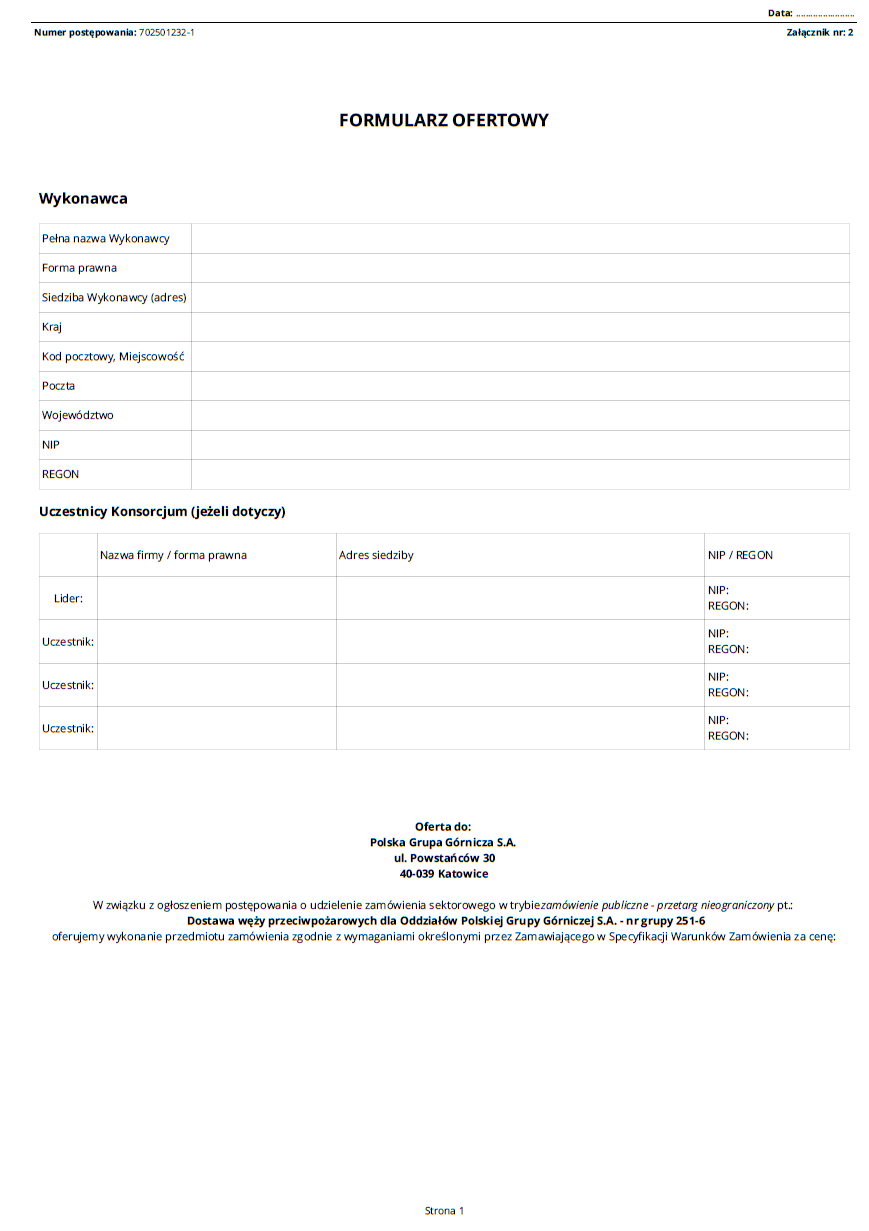 Data: ........................
Numer postępowania: 702501232-1 Załącznik nr: 2
FORMULARZ OFERTOWY
Wykonawca
Pełna nazwa Wykonawcy
Forma prawna
Siedziba Wykonawcy (adres)
Kraj
Kod pocztowy, Miejscowość
Poczta
Województwo
NIP
REGON
Uczestnicy Konsorcjum (jeżeli dotyczy)
Nazwa firmy / forma prawna Adres siedziby NIP / REGON
Lider:
NIP:
REGON:
Uczestnik:
NIP:
REGON:
Uczestnik:
NIP:
REGON:
Uczestnik:
NIP:
REGON:
Oferta do:
Polska Grupa Górnicza S.A.
ul. Powstańców 30
40-039 Katowice
W związku z ogłoszeniem postępowania o udzielenie zamówienia sektorowego w trybiezamówienie publiczne - przetarg nieograniczony pt.:
Dostawa węży przeciwpożarowych dla Oddziałów Polskiej Grupy Górniczej S.A. - nr grupy 251-6
oferujemy wykonanie przedmiotu zamówienia zgodnie z wymaganiami określonymi przez Zamawiającego w Specyfikacji Warunków Zamówienia za cenę:
Strona 1